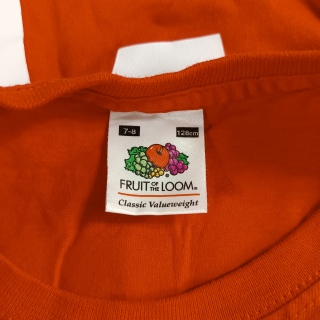 7-8 128cm
FRUIT OF THE LOOM®
Classic Valueweight